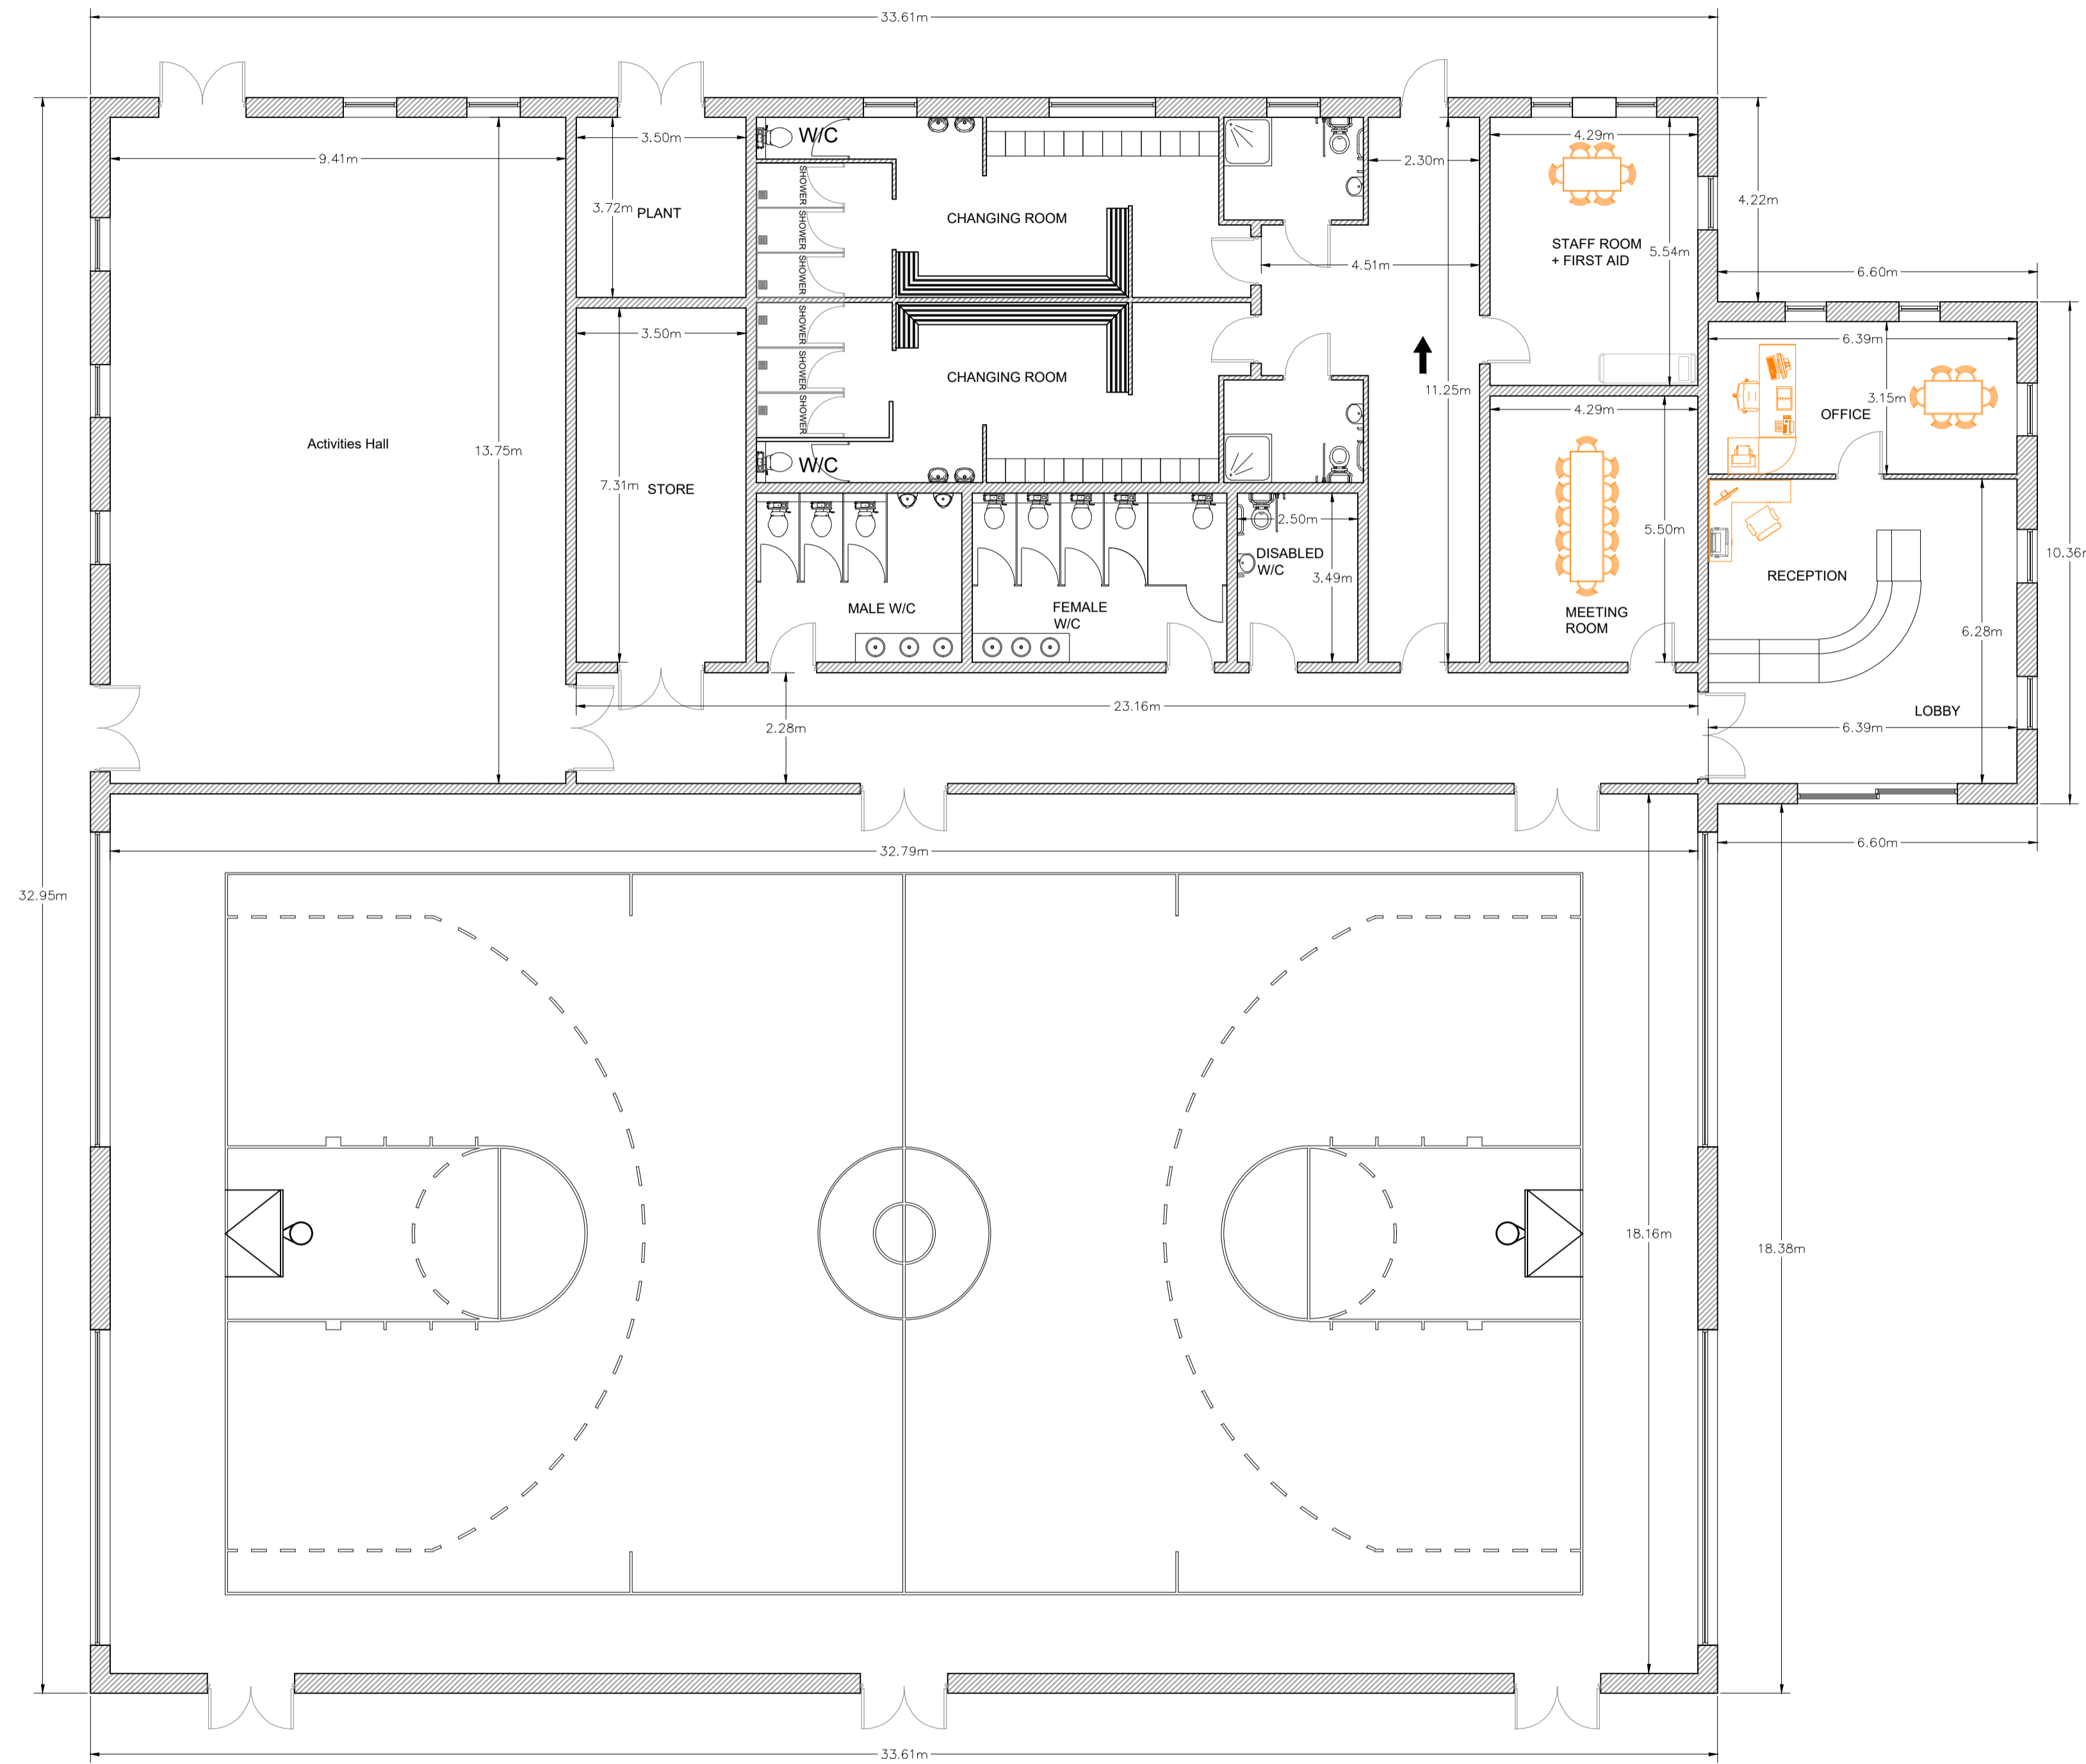 33.61m
9.41m
3.50m
W/C
2.30m
4.29m
4.22m
3.72m
PLANT
SHOWER
SHOWER
SHOWER
CHANGING ROOM
STAFF ROOM
+ FIRST AID
5.54m
4.51m
6.60m
3.50m
SHOWER
SHOWER
SHOWER
CHANGING ROOM
6.39m
11.25m
4.29m
3.15m
OFFICE
Activities Hall
13.75m
W/C
7.31m
STORE
2.50m
5.50m
DISABLED
W/C
3.49m
10.36m
RECEPTION
MALE W/C
FEMALE
W/C
MEETING
ROOM
6.28m
23.16m
LOBBY
2.28m
6.39m
32.79m
6.60m
32.95m
18.16m
18.38m
33.61m